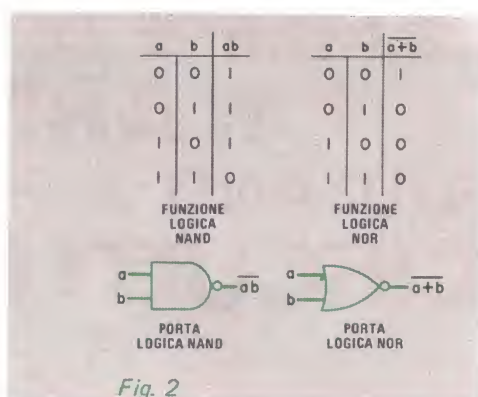 a b ab a b a+b
0 0 1 0 0 1
0 1 1 0 1 0
1 0 1 1 0 0
1 1 0 1 1 0
FUNZIONE FUNZIONE
LOGICA LOGICA
NAND NOR
a ab a a+b
b b
PORTA PORTA
LOGICA NAND LOGICA NOR
Fig. 2